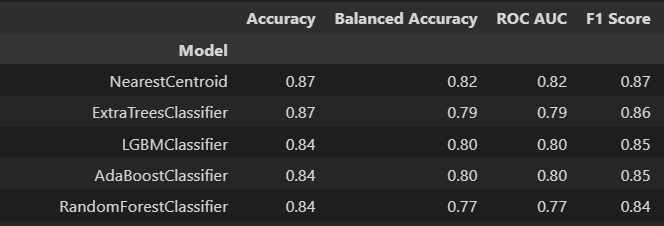 Accuracy Balanced Accuracy ROC AUC F1 Score
Model
NearestCentroid 0.87 0.82 0.82 0.87
ExtraTreesClassifier 0.87 0.79 0.79 0.86
LGBMClassifier 0.84 0.80 0.80 0.85
AdaBoostClassifier 0.84 0.80 0.80 0.85
RandomForestClassifier 0.84 0.77 0.77 0.84